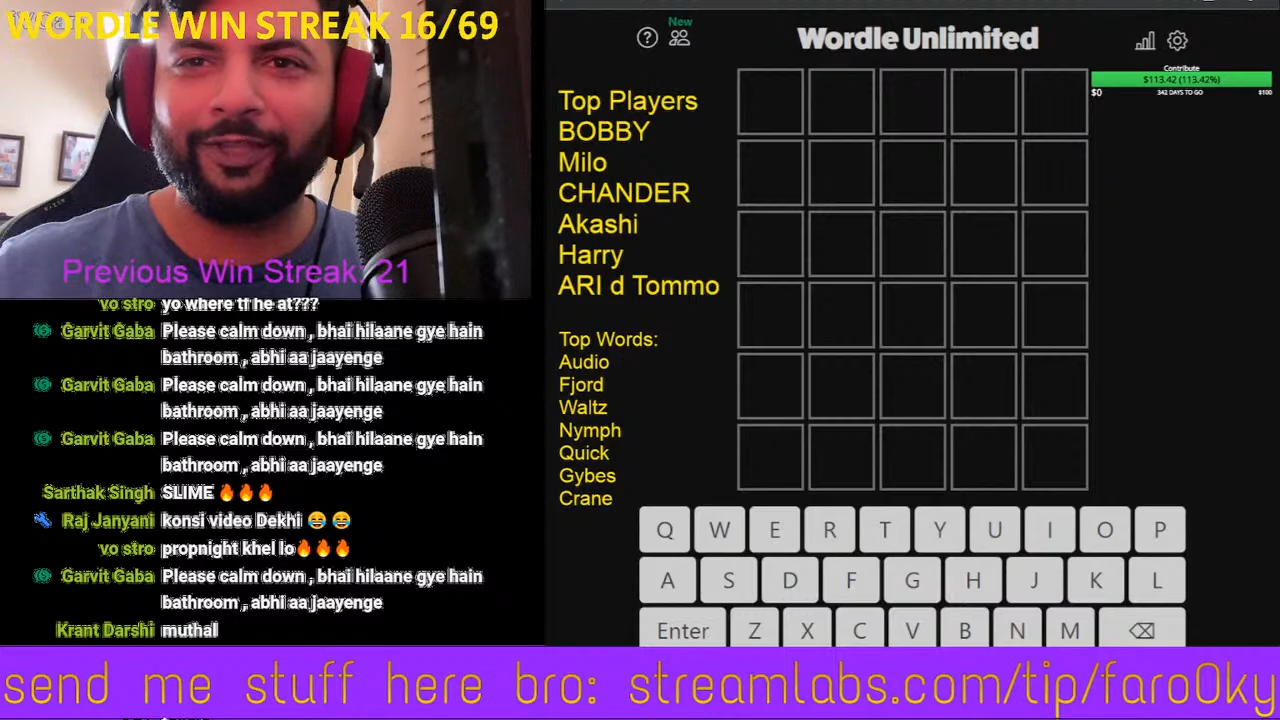 WORDLE WIN STREAK 16/69
Previous Win Streak: 21
vo stro yo where tf he at???
Garvit Gaba Please calm down , bhai hilaane gye hain
bathroom , abhi aa jaayenge
Garvit Gaba Please calm down , bhai hilaane gye hain
bathroom , abhi aa jaayenge
Garvit Gaba Please calm down , bhai hilaane gye hain
bathroom , abhi aa jaayenge
Sarthak Singh SLIME 🔥🔥🔥
Raj Janyani konsi video Dekhi 😂 😂
vo stro propnight khel lo🔥🔥🔥
Garvit Gaba Please calm down , bhai hilaane gye hain
bathroom , abhi aa jaayenge
Krant Darshi muthal
New
Wordle Unlimited
Top Players
BOBBY
Milo
CHANDER
Akashi
Harry
ARI d Tommo
Top Words:
Audio
Fjord
Waltz
Nymph
Quick
Gybes
Crane
Contribute
$113.42 (113.42%)
$0 342 DAYS TO GO $100
Q W E R T Y U I O P
A S D F G H J K L
Enter Z X C V B N M
send me stuff here bro: streamlabs.com/tip/faro0ky